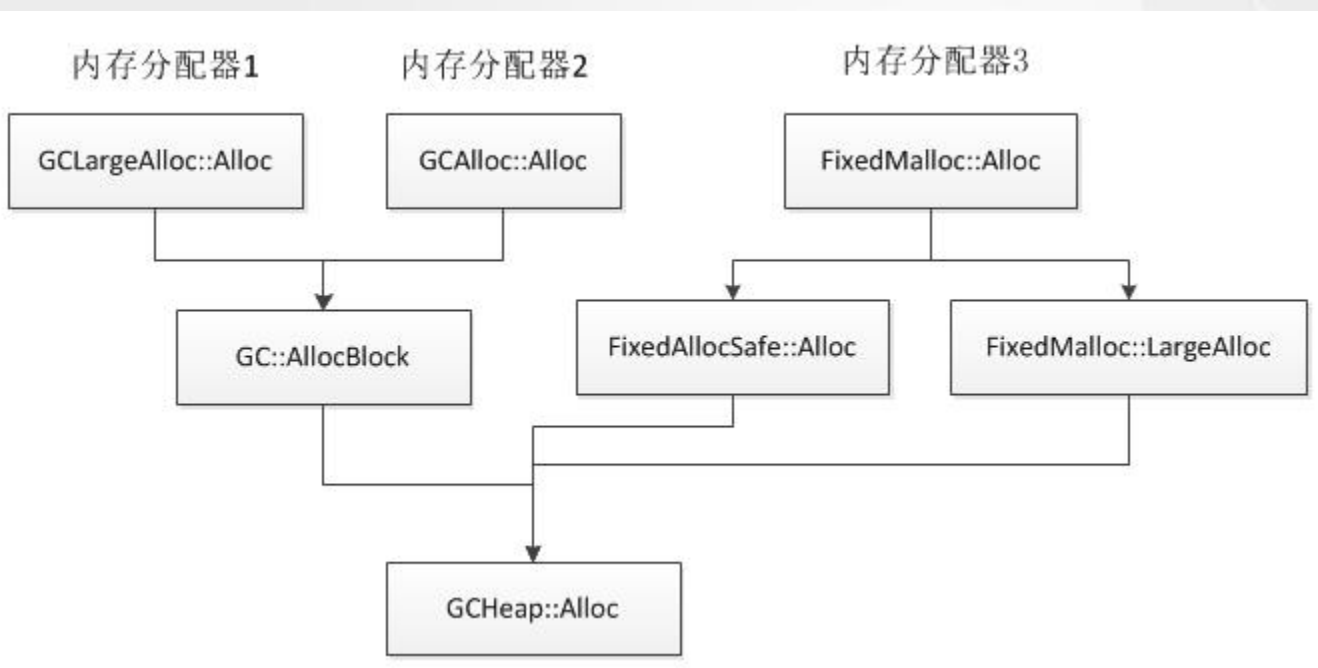 内存分配器1
内存分配器2
内存分配器3
GCLargeAlloc::Alloc
GCAlloc::Alloc
FixedMalloc::Alloc
GC::AllocBlock
FixedAllocSafe::Alloc
FixedMalloc::LargeAlloc
GCHeap::Alloc